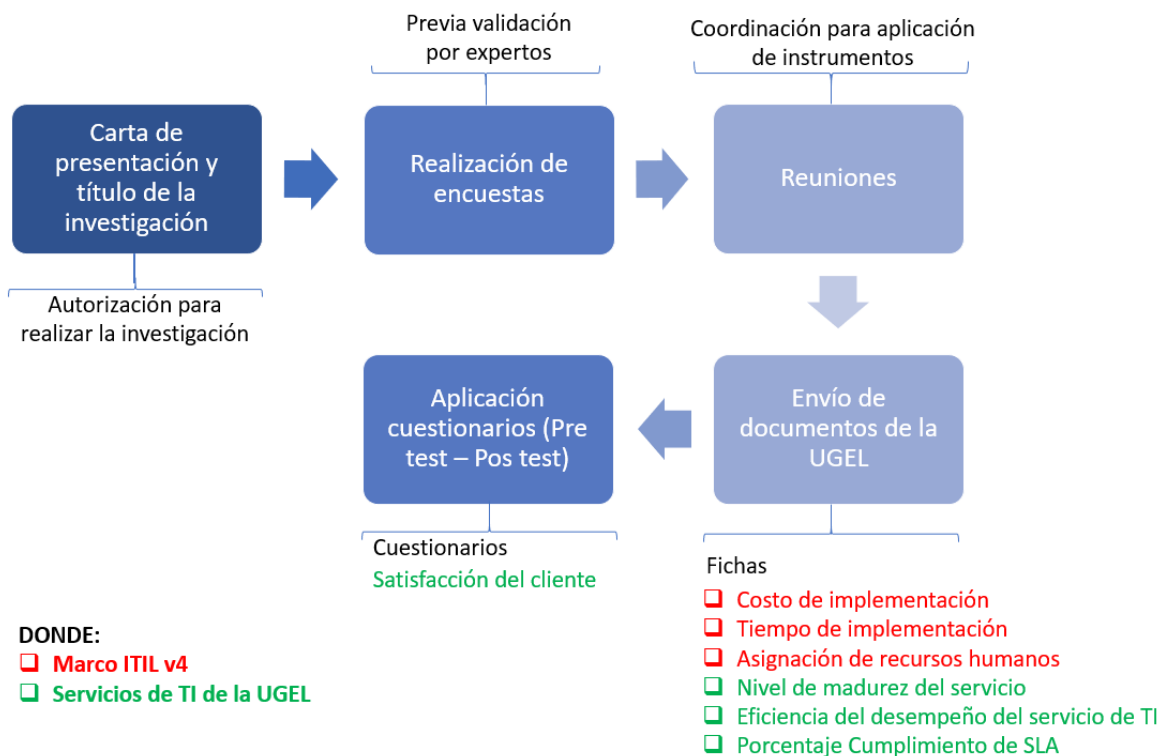 Previa validación
por expertos
Coordinación para aplicación
de instrumentos
Carta de
presentación y
título de la
investigación
Realización de
encuestas
Reuniones
Autorización para
realizar la investigación
Aplicación
cuestionarios (Pre
test – Pos test)
Envío de
documentos de la
UGEL
Cuestionarios
Satisfacción del cliente
Fichas
Costo de implementación
Tiempo de implementación
Asignación de recursos humanos
Nivel de madurez del servicio
Eficiencia del desempeño del servicio de TI
Porcentaje Cumplimiento de SLA
DONDE:
Marco ITIL v4
Servicios de TI de la UGEL